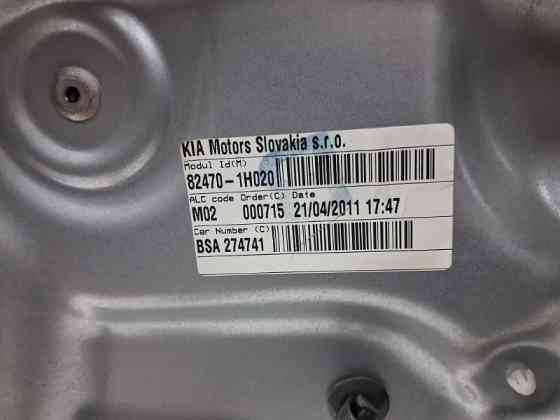 KIA Motors Slovakia s.r.o.
Modul Id(M)
82470-1H020
ALC code Order(C) Date
M02 000715 21/04/2011 17:47
Car Number (C)
BSA 274741